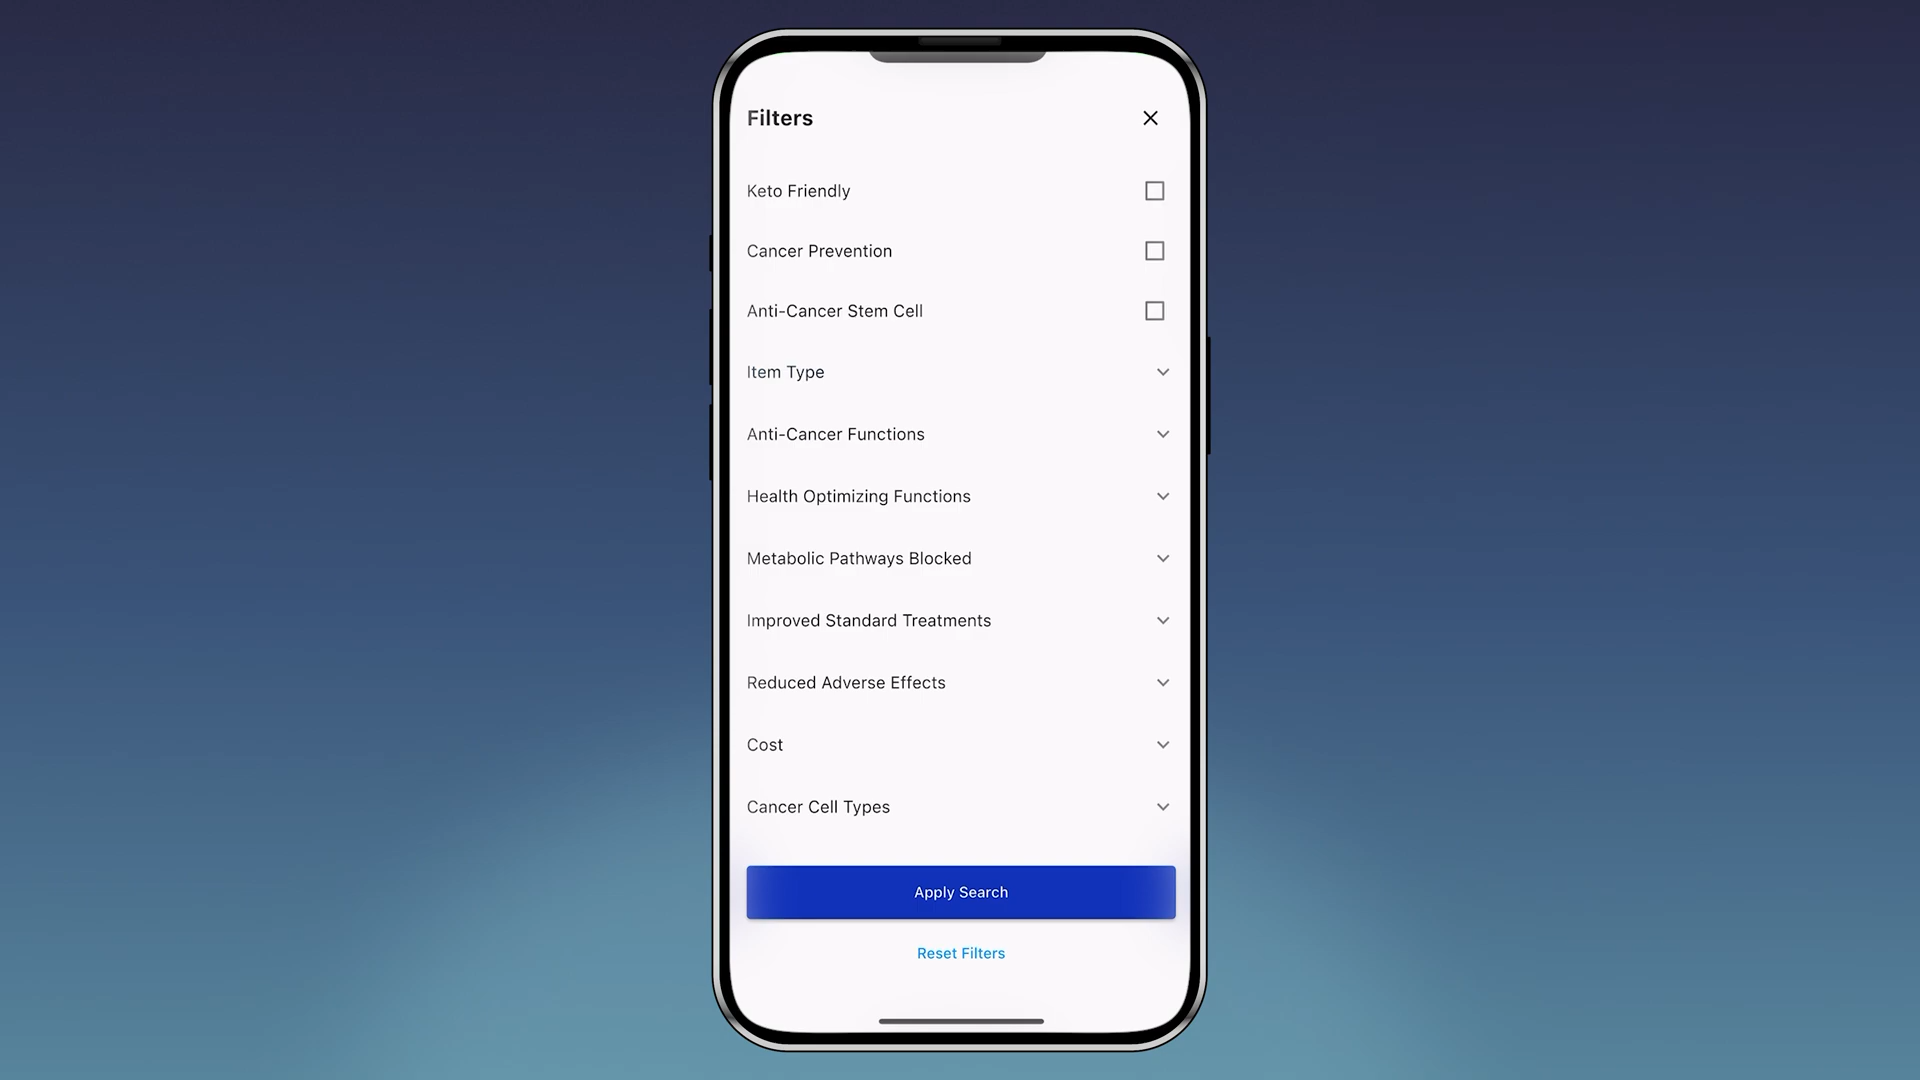 Filters
Keto Friendly
Cancer Prevention
Anti-Cancer Stem Cell
Item Type
Anti-Cancer Functions
Health Optimizing Functions
Metabolic Pathways Blocked
Improved Standard Treatments
Reduced Adverse Effects
Cost
Cancer Cell Types
Apply Search
Reset Filters